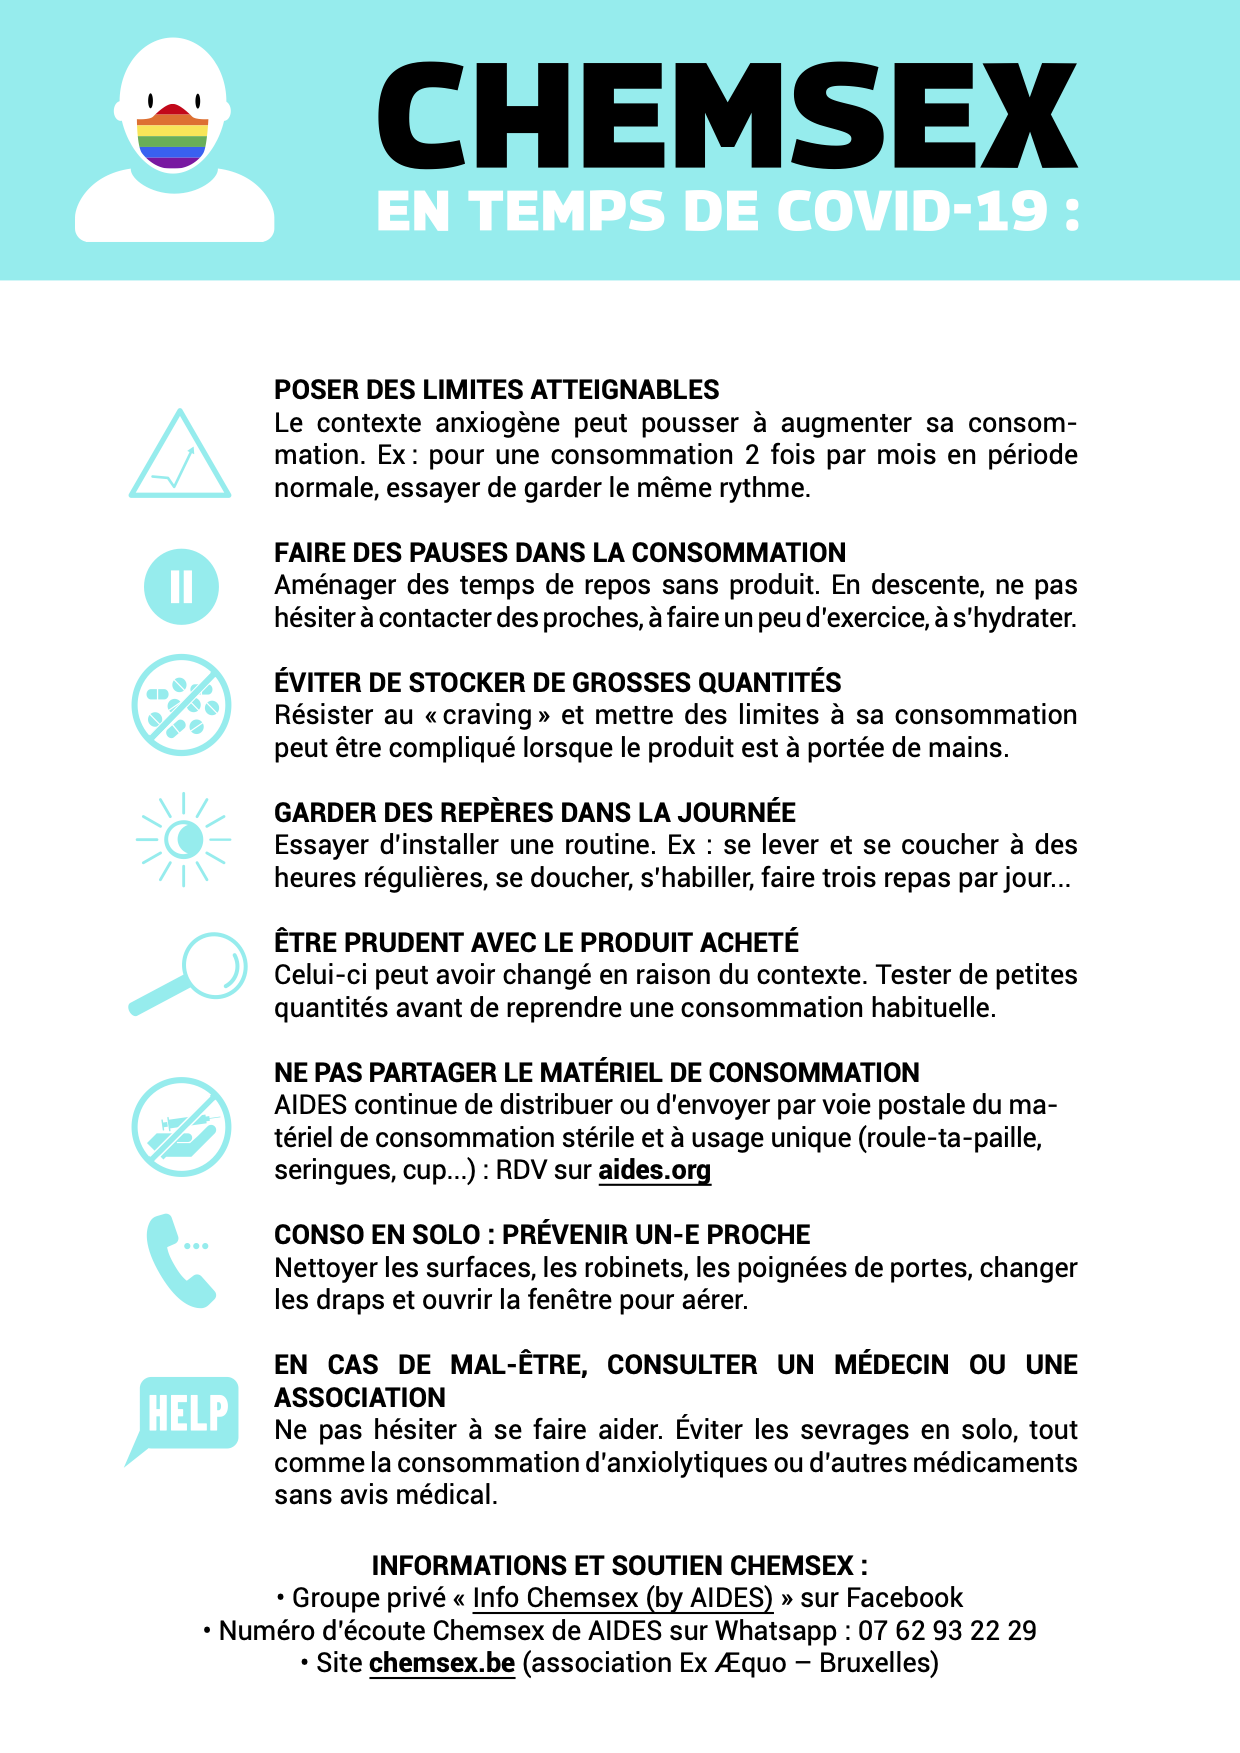 CHEMSEX
EN TEMPS DE COVID-19 :
POSER DES LIMITES ATTEIGNABLES
Le contexte anxiogène peut pousser à augmenter sa consom-
mation. Ex : pour une consommation 2 fois par mois en période
normale, essayer de garder le même rythme.
FAIRE DES PAUSES DANS LA CONSOMMATION
Aménager des temps de repos sans produit. En descente, ne pas
hésiter à contacter des proches, à faire un peu d'exercice, à s'hydrater.
ÉVITER DE STOCKER DE GROSSES QUANTITÉS
Résister au « craving » et mettre des limites à sa consommation
peut être compliqué lorsque le produit est à portée de mains.
GARDER DES REPÈRES DANS LA JOURNÉE
Essayer d'installer une routine. Ex : se lever et se coucher à des
heures régulières, se doucher, s'habiller, faire trois repas par jour...
ÊTRE PRUDENT AVEC LE PRODUIT ACHETÉ
Celui-ci peut avoir changé en raison du contexte. Tester de petites
quantités avant de reprendre une consommation habituelle.
NE PAS PARTAGER LE MATÉRIEL DE CONSOMMATION
AIDES continue de distribuer ou d'envoyer par voie postale du ma-
tériel de consommation stérile et à usage unique (roule-ta-paille,
seringues, cup...) : RDV sur aides.org
CONSO EN SOLO : PRÉVENIR UN-E PROCHE
Nettoyer les surfaces, les robinets, les poignées de portes, changer
les draps et ouvrir la fenêtre pour aérer.
HELP
EN CAS DE MAL-ÊTRE, CONSULTER UN MÉDECIN OU UNE
ASSOCIATION
Ne pas hésiter à se faire aider. Éviter les sevrages en solo, tout
comme la consommation d'anxiolytiques ou d'autres médicaments
sans avis médical.
INFORMATIONS ET SOUTIEN CHEMSEX :
• Groupe privé « Info Chemsex (by AIDES) » sur Facebook
• Numéro d'écoute Chemsex de AIDES sur Whatsapp : 07 62 93 22 29
• Site chemsex.be (association Ex Æquo – Bruxelles)